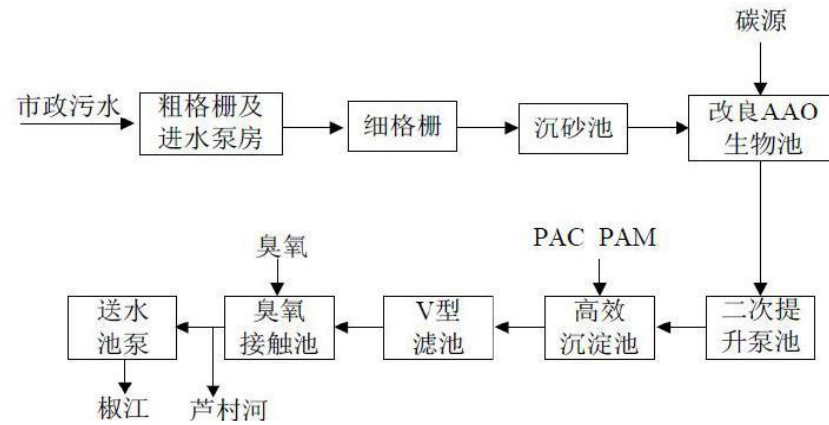 碳源
市政污水
粗格栅及
进水泵房
细格栅
沉砂池
改良AAO
生物池
臭氧
PAC PAM
送水
池泵
臭氧
接触池
V型
滤池
高效
沉淀池
二次提
升泵池
椒江
芦村河